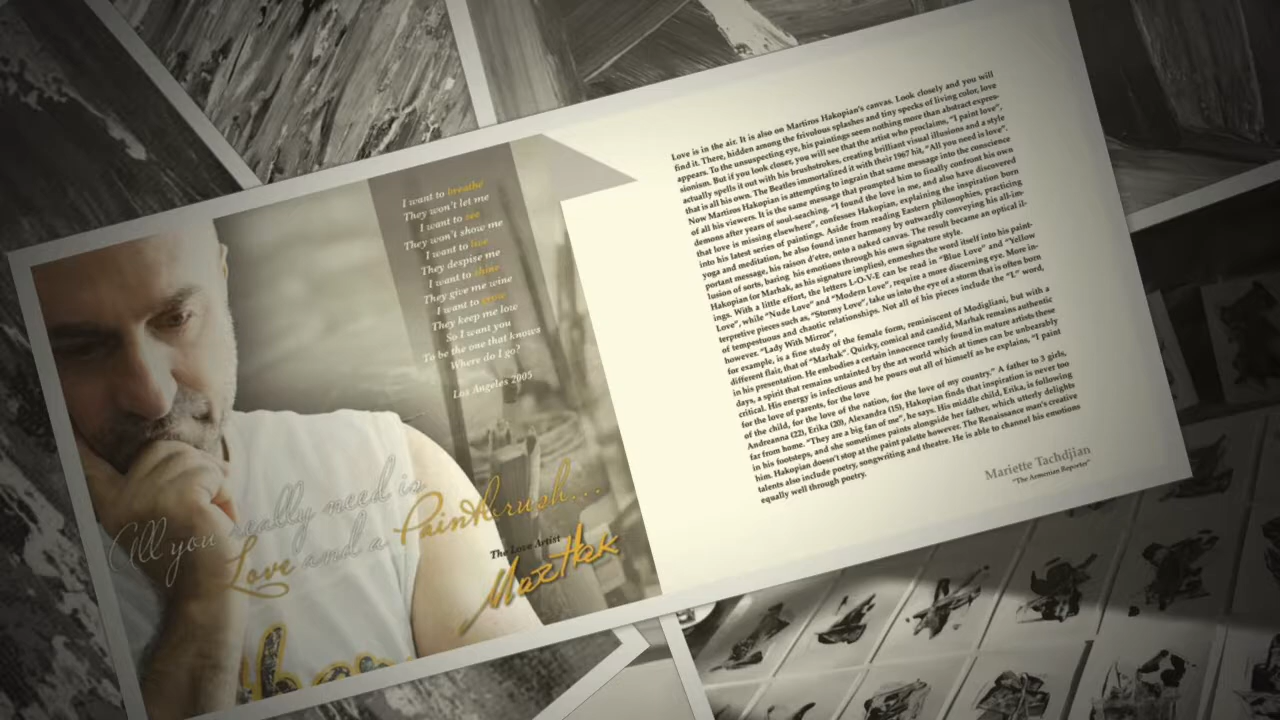 I want to breathe
They won't let me
I want to see
They won't show me
I want to live
They despise me
I want to shine
They give me wine
I want to grow
They keep me low
So I want you
To be the one that knows
Where do I go?
Los Angeles 2005
All you really need is
Love and a Paintbrush...
The Love Artist
MarHak
Love is in the air. It is also on Martiros Hakopian's canvas. Look closely and you will
find it. There, hidden among the frivolous splashes and tiny specks of living color, love
appears. To the unsuspecting eye, his paintings seem nothing more than abstract expres-
sionism. But if you look closer, you will see that the artist who proclaims, "I paint love",
actually spells it out with his brushstrokes, creating brilliant visual illusions and a style
that is all his own. The Beatles immortalized it with their 1967 hit, "All you need is love".
Now Martiros Hakopian is attempting to ingrain that same message into the conscience
of all his viewers. It is the same message that prompted him to finally confront his own
demons after years of soul-seaching. "I found the love in me, and also have discovered
that love is missing elsewhere", confesses Hakopian, explaining the inspiration born
into his latest series of paintings. Aside from reading Eastern philosophies, practicing
yoga and meditation, he also found inner harmony by outwardly conveying his all-im-
portant message, his raison d'etre, onto a naked canvas. The result became an optical il-
lusion of sorts, baring his emotions through his own signature style.
Hakopian (or Marhak, as his signature implies), enmeshes the word itself into his paint-
ings. With a little effort, the letters L-O-V-E can be read in "Blue Love" and "Yellow
Love", while "Nude Love" and "Modern Love", require a more discerning eye. More in-
terpretive pieces such as, "Stormy Love", take us into the eye of a storm that is often born
of tempestuous and chaotic relationships. Not all of his pieces include the "L" word,
however. "Lady With Mirror",
for example, is a fine study of the female form, reminiscent of Modigliani, but with a
different flair, that of "Marhak". Quirky, comical and candid, Marhak remains authentic
in his presentation. He embodies a certain innocence rarely found in mature artists these
days, a spirit that remains untainted by the art world which at times can be unbearably
critical. His energy is infectious and he pours out all of himself as he explains, "I paint
for the love of parents, for the love
of the child, for the love of the nation, for the love of my country." A father to 3 girls,
Andreanna (22), Erika (20), Alexandra (15), Hakopian finds that inspiration is never too
far from home. "They are a big fan of me", he says. His middle child, Erika, is following
in his footsteps, and she sometimes paints alongside her father, which utterly delights
him. Hakopian doesn't stop at the paint palette however. The Renaissance man's creative
talents also include poetry, songwriting and theatre. He is able to channel his emotions
equally well through poetry.
Mariette Tachdjian
"The Armenian Reporter"